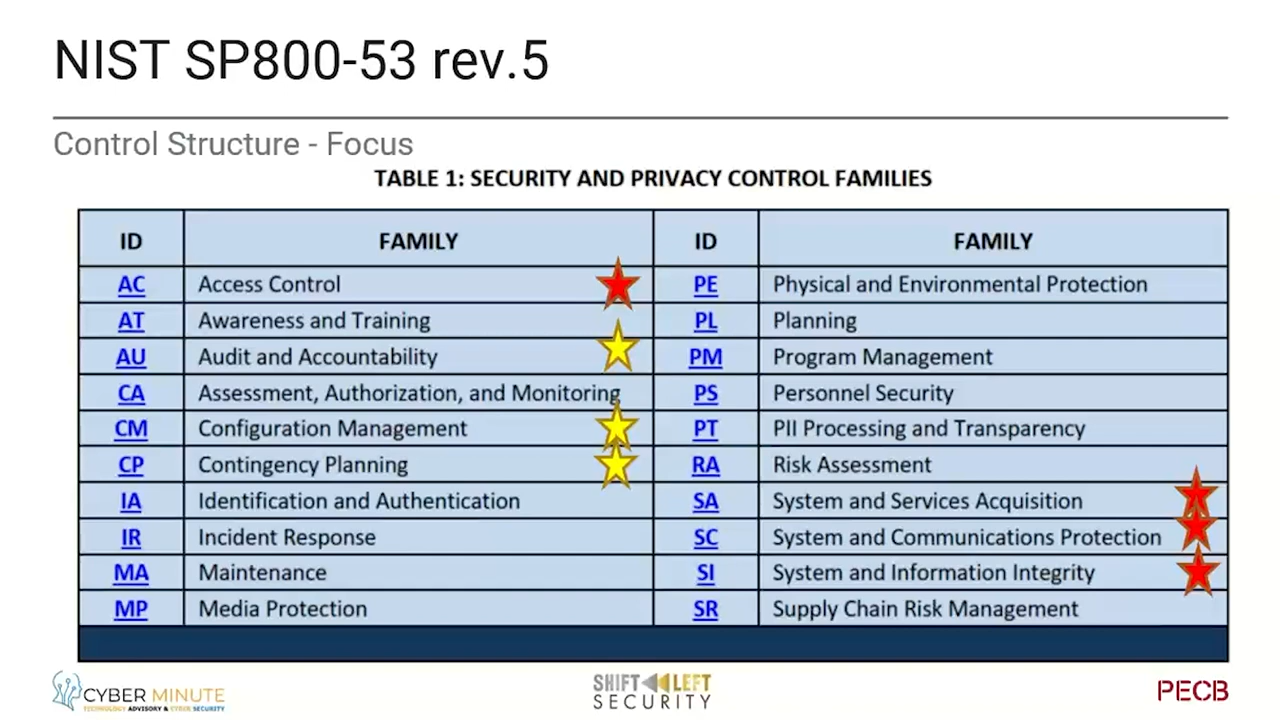 NIST SP800-53 rev.5
Control Structure - Focus
TABLE 1: SECURITY AND PRIVACY CONTROL FAMILIES
ID FAMILY ID FAMILY
AC Access Control PE Physical and Environmental Protection
AT Awareness and Training PL Planning
AU Audit and Accountability PM Program Management
CA Assessment, Authorization, and Monitoring PS Personnel Security
CM Configuration Management PT PII Processing and Transparency
CP Contingency Planning RA Risk Assessment
IA Identification and Authentication SA System and Services Acquisition
IR Incident Response SC System and Communications Protection
MA Maintenance SI System and Information Integrity
MP Media Protection SR Supply Chain Risk Management
CYBER MINUTE
TECHNOLOGY ADVISORY & CYBER SECURITY
SHIFT LEFT
SECURITY
PECB